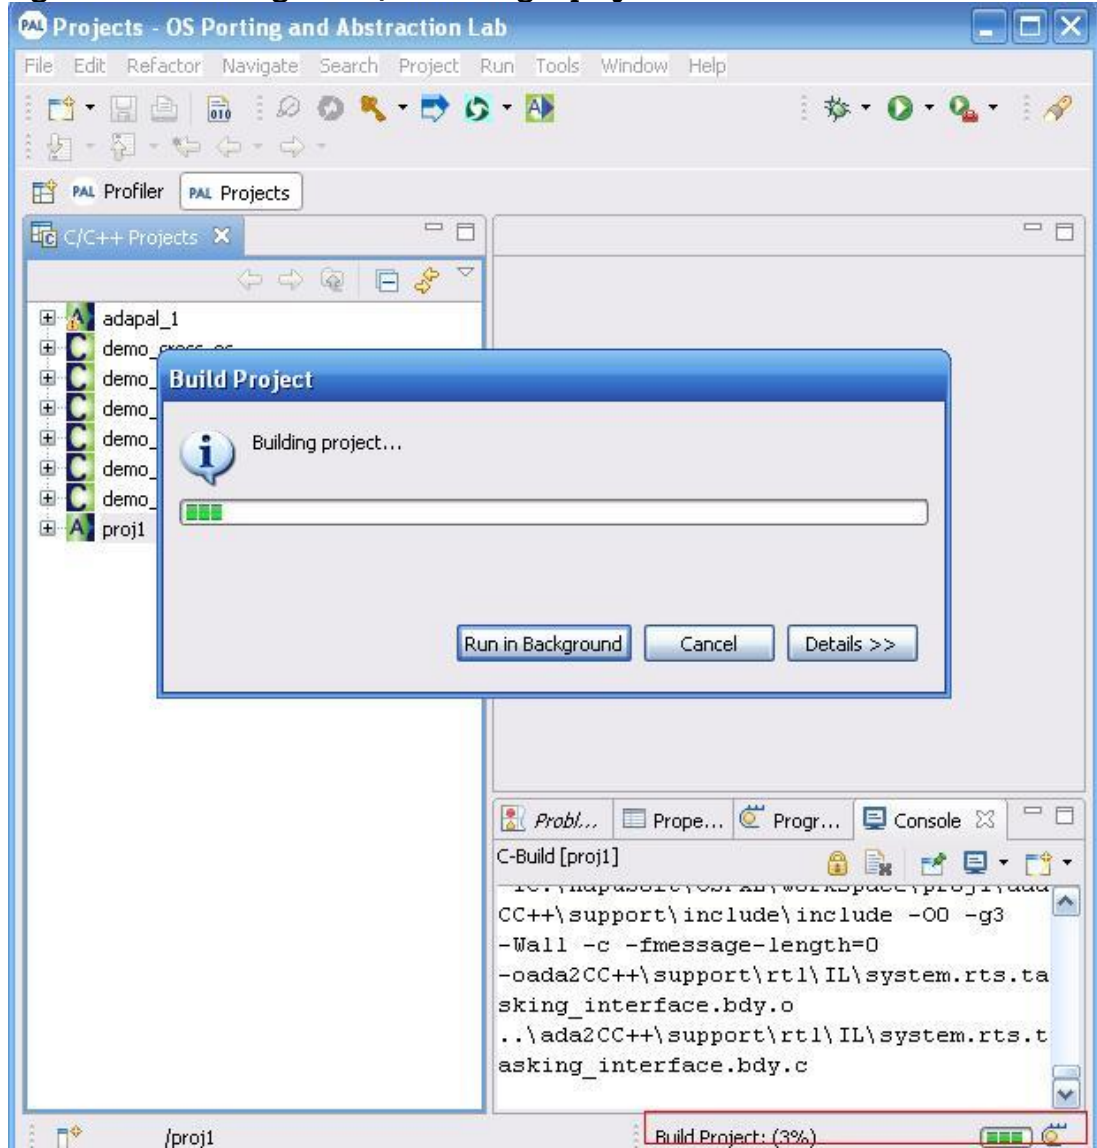 PAL Projects - OS Porting and Abstraction Lab
File Edit Refactor Navigate Search Project Run Tools Window Help
010
A
PAL Profiler PAL Projects
C/C++ Projects
adapal_1
demo_cross_os
demo_
demo_
demo_
demo_
demo_
proj1
Build Project
Building project...
Run in Background Cancel Details >>
Probl... Prope... Progr... Console
C-Build [proj1]
CC++\support\include\include -O0 -g3
-Wall -c -fmessage-length=0
-oada2CC++\support\rtl\IL\system.rts.ta
sking_interface.bdy.o
..\ada2CC++\support\rtl\IL\system.rts.t
asking_interface.bdy.c
/proj1 Build Project: (3%)